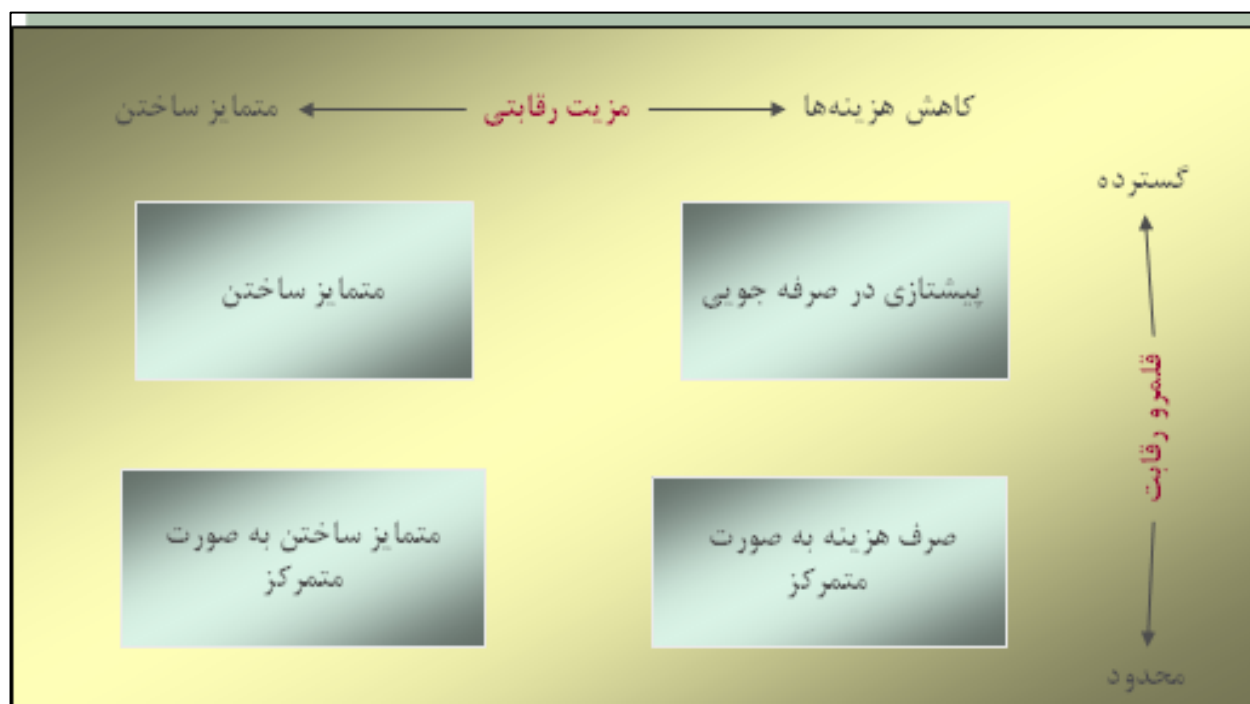 کاهش هزینه‌ها
مزیت رقابتی
متمایز ساختن
گسترده
قلمرو رقابت
محدود
پیشتازی در صرفه جویی
متمایز ساختن
صرف هزینه به صورت
متمرکز
متمایز ساختن به صورت
متمرکز